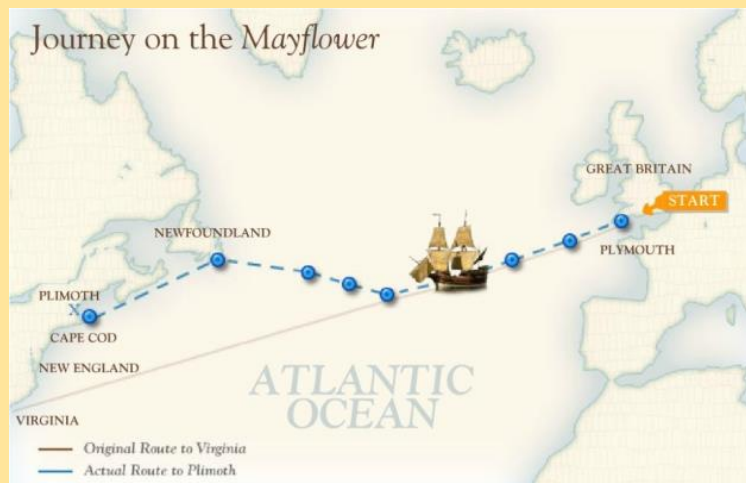 Journey on the Mayflower
GREAT BRITAIN
START
NEWFOUNDLAND
PLYMOUTH
PLIMOTH
X
CAPE COD
NEW ENGLAND
ATLANTIC
OCEAN
VIRGINIA
Original Route to Virginia
Actual Route to Plimoth